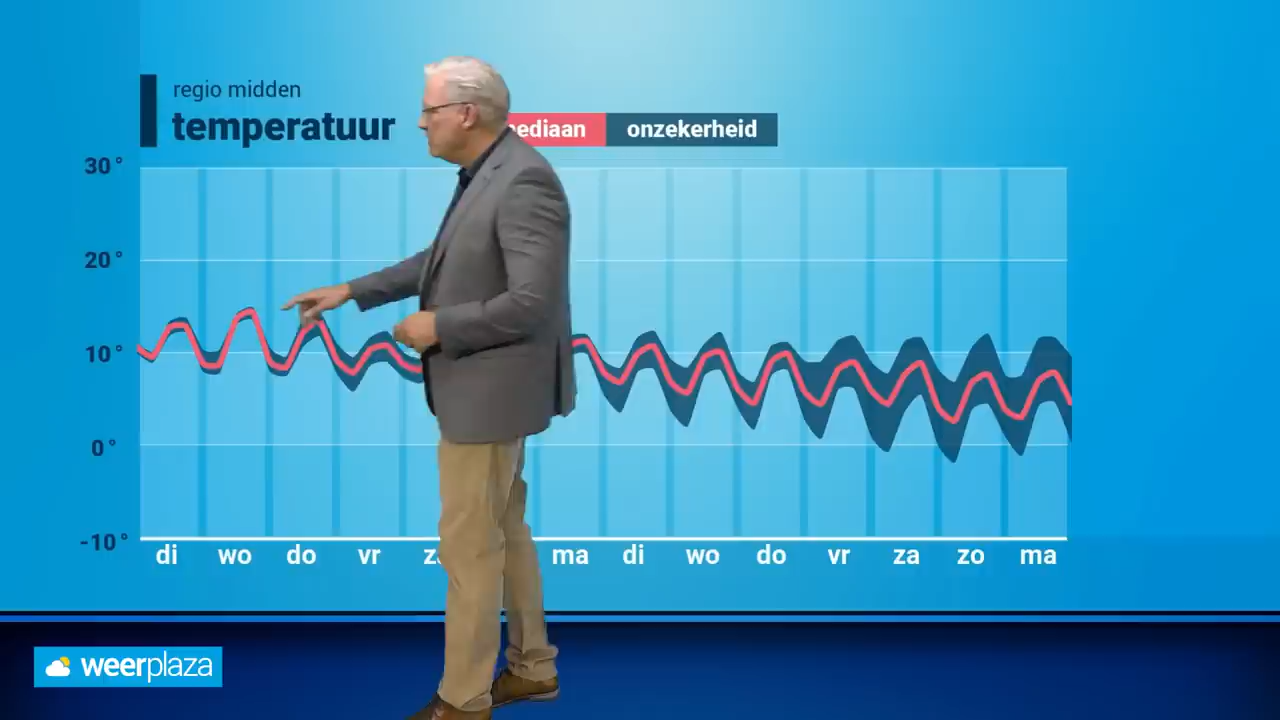 regio midden
temperatuur
onzekerheid
30°
20°
10°
0°
-10°
di wo do vr ma di wo do vr za zo ma
weerplaza